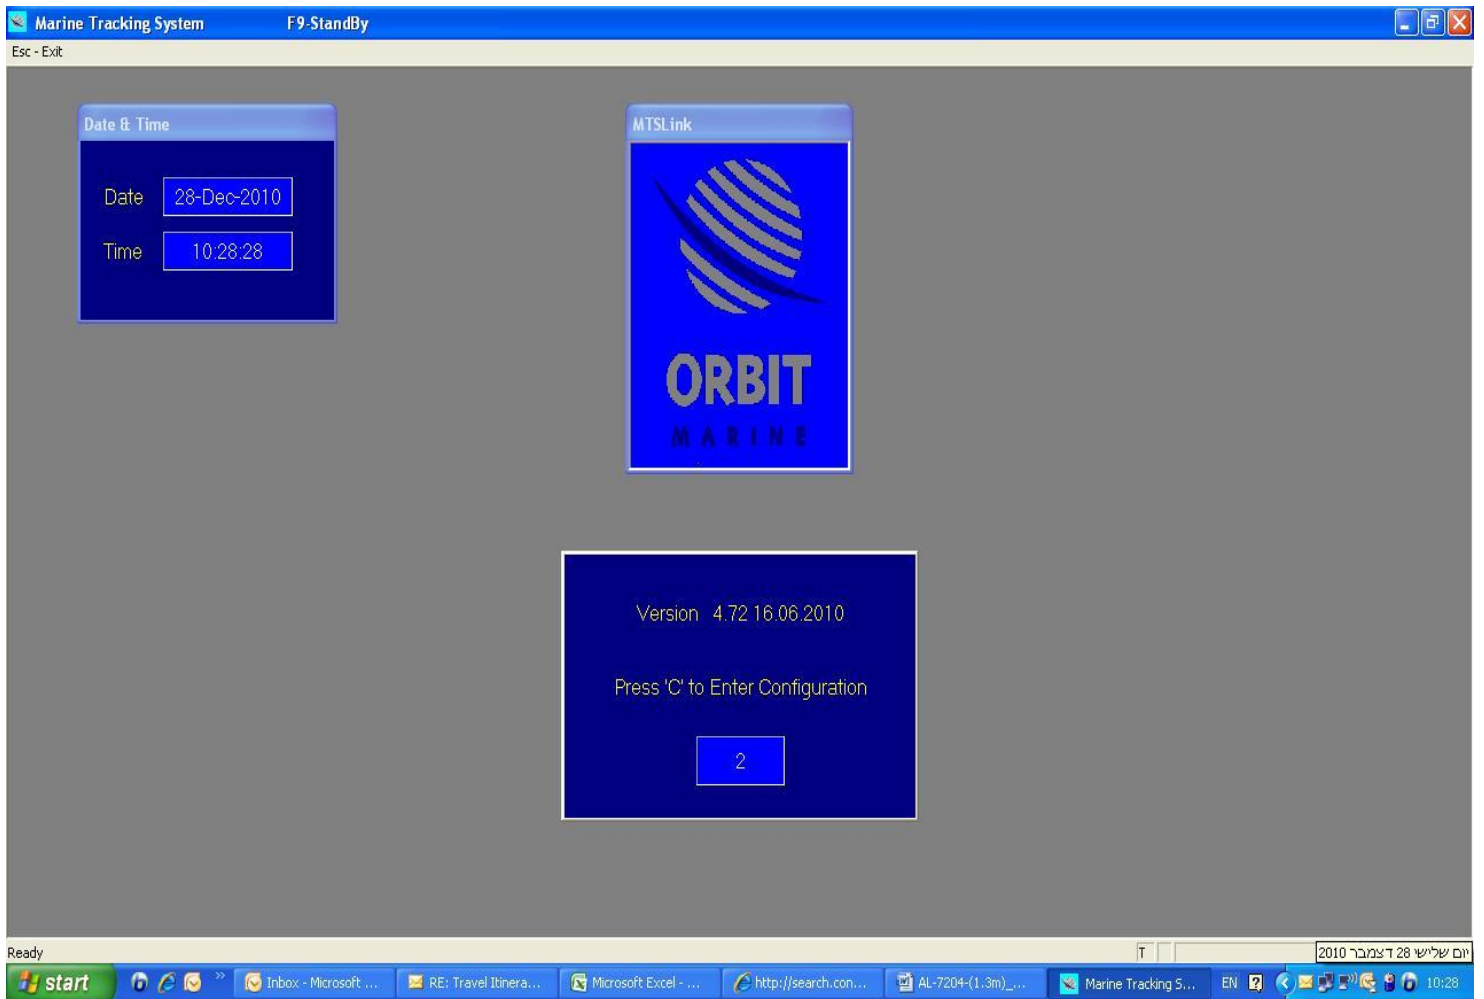 Marine Tracking System F9-StandBy
Esc - Exit
Date & Time
Date 28-Dec-2010
Time 10:28:28
MTSLink
ORBIT
MARINE
Version 4.72 16.06.2010
Press 'C' to Enter Configuration
2
Ready T
יום שלישי 28 דצמבר 2010
start Inbox - Microsoft ... RE: Travel Itinera... Microsoft Excel - ... http://search.con... AL-7204-(1.3m)_... Marine Tracking S... EN 10:28